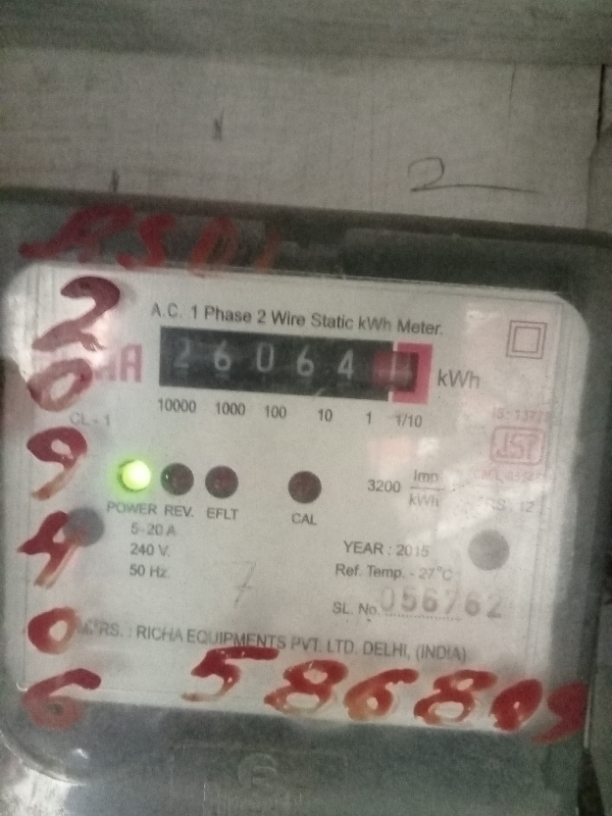 2
RSD1
2
0
9
4
0
6
A.C. 1 Phase 2 Wire Static kWh Meter.
26064 kWh
10000 1000 100 10 1 1/10
CL - 1
3200 Imp/kWh
POWER REV. EFLT CAL
5-20 A
240 V.
50 Hz.
YEAR : 2015
Ref. Temp. - 27°C
7
SL. No. 056762
MFRS. : RICHA EQUIPMENTS PVT. LTD. DELHI, (INDIA)
586809